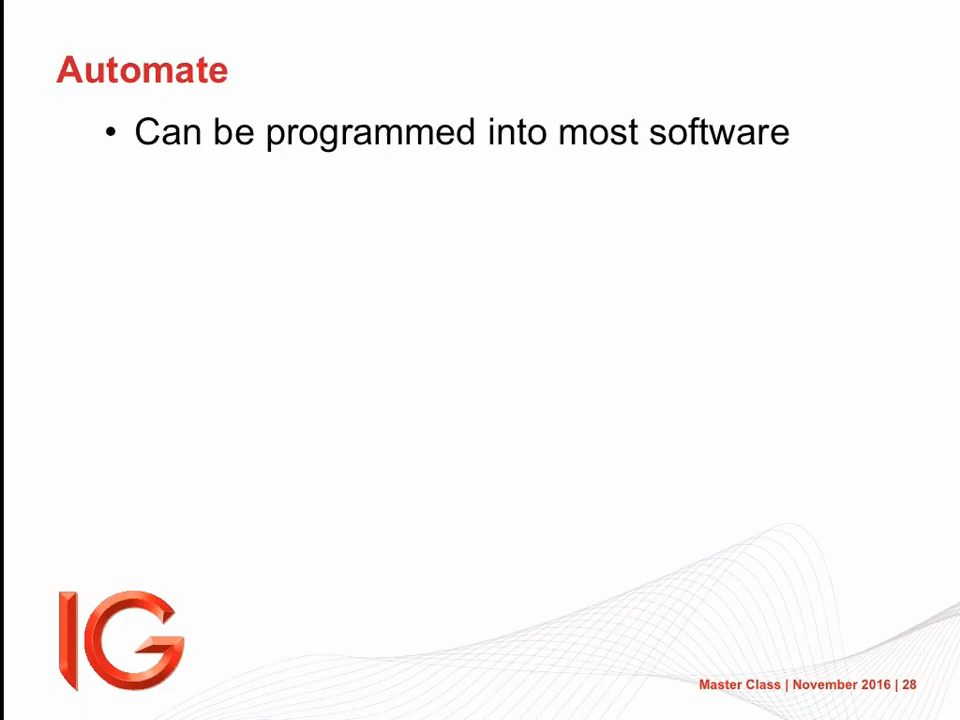 Automate
• Can be programmed into most software
IG
Master Class | November 2016 | 28